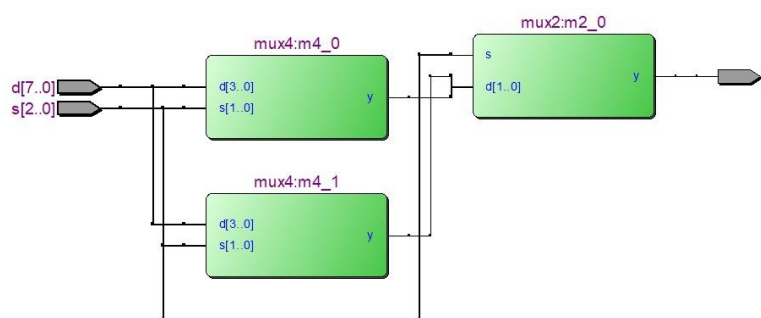 mux4:m4_0
mux2:m2_0
d[7..0]
s[2..0]
d[3..0]
s[1..0]
y
s
d[1..0]
y
mux4:m4_1
d[3..0]
s[1..0]
y